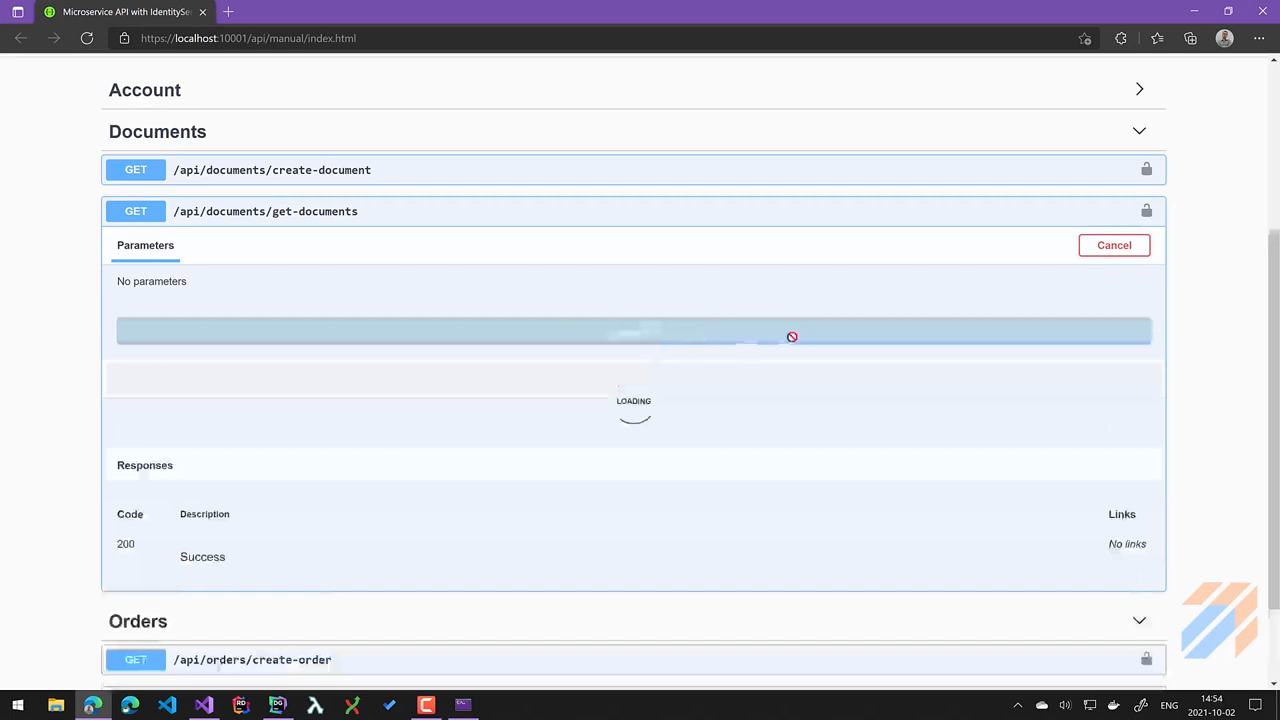 Microservice API with IdentitySe
https://localhost:10001/api/manual/index.html
Account
Documents
GET /api/documents/create-document
GET /api/documents/get-documents
Parameters
Cancel
No parameters
LOADING
Responses
Code Description Links
200 Success No links
Orders
GET /api/orders/create-order
ENG
14:54
2021-10-02